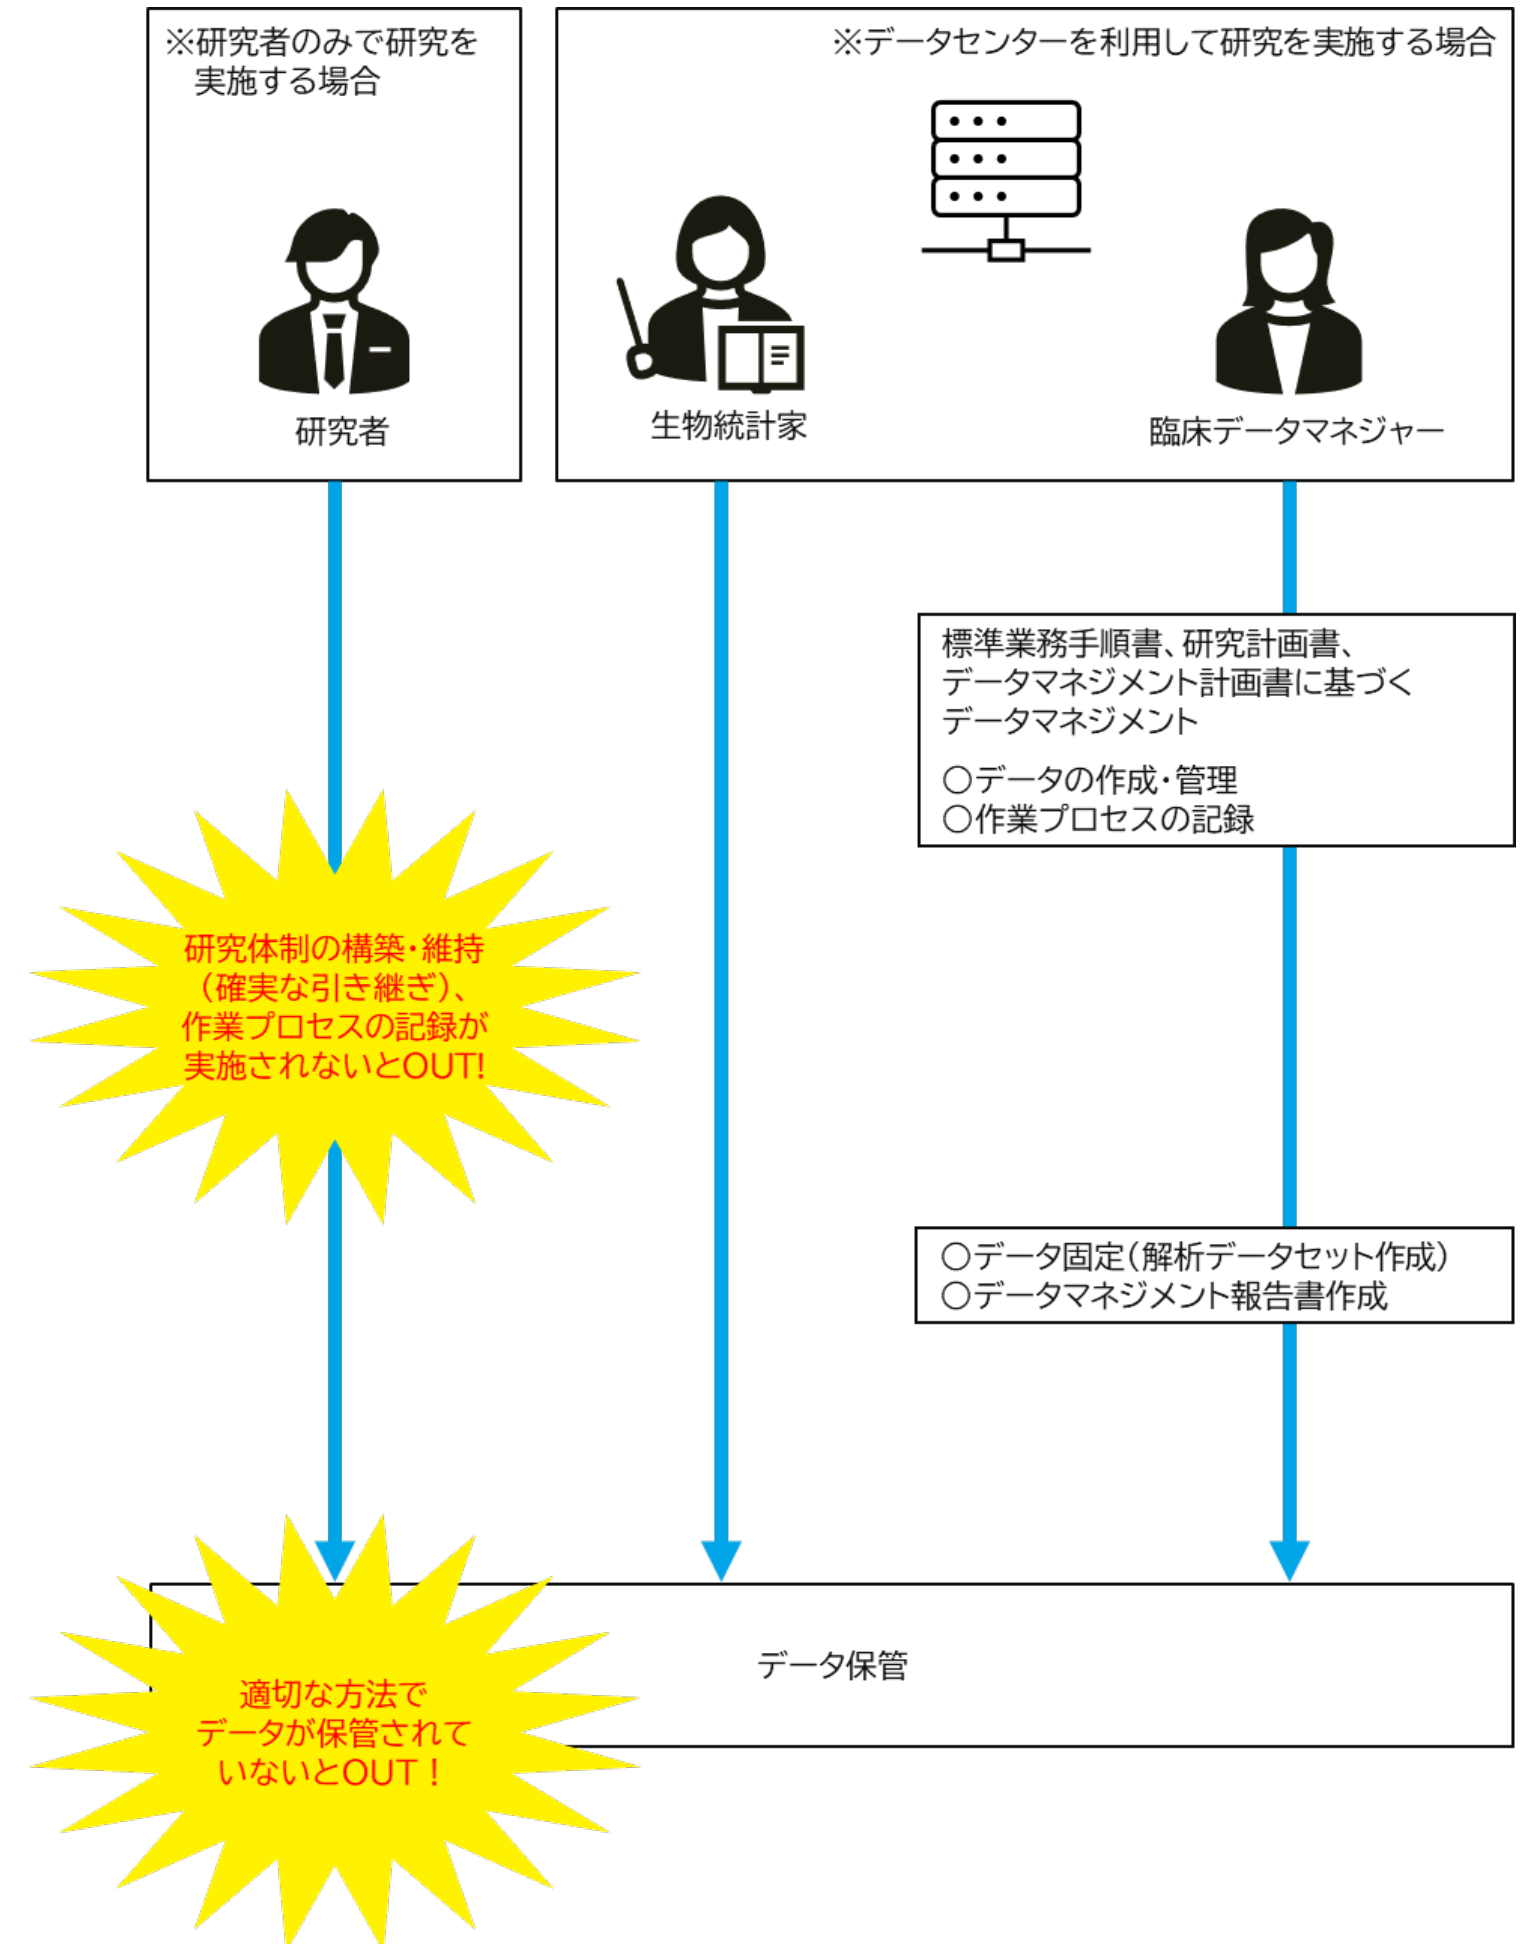 ※研究者のみで研究を
実施する場合
研究者
※データセンターを利用して研究を実施する場合
生物統計家
臨床データマネジャー
標準業務手順書、研究計画書、
データマネジメント計画書に基づく
データマネジメント
○データの作成・管理
○作業プロセスの記録
研究体制の構築・維持
（確実な引き継ぎ）、
作業プロセスの記録が
実施されないとOUT!
○データ固定（解析データセット作成）
○データマネジメント報告書作成
データ保管
適切な方法で
データが保管されて
いないとOUT！